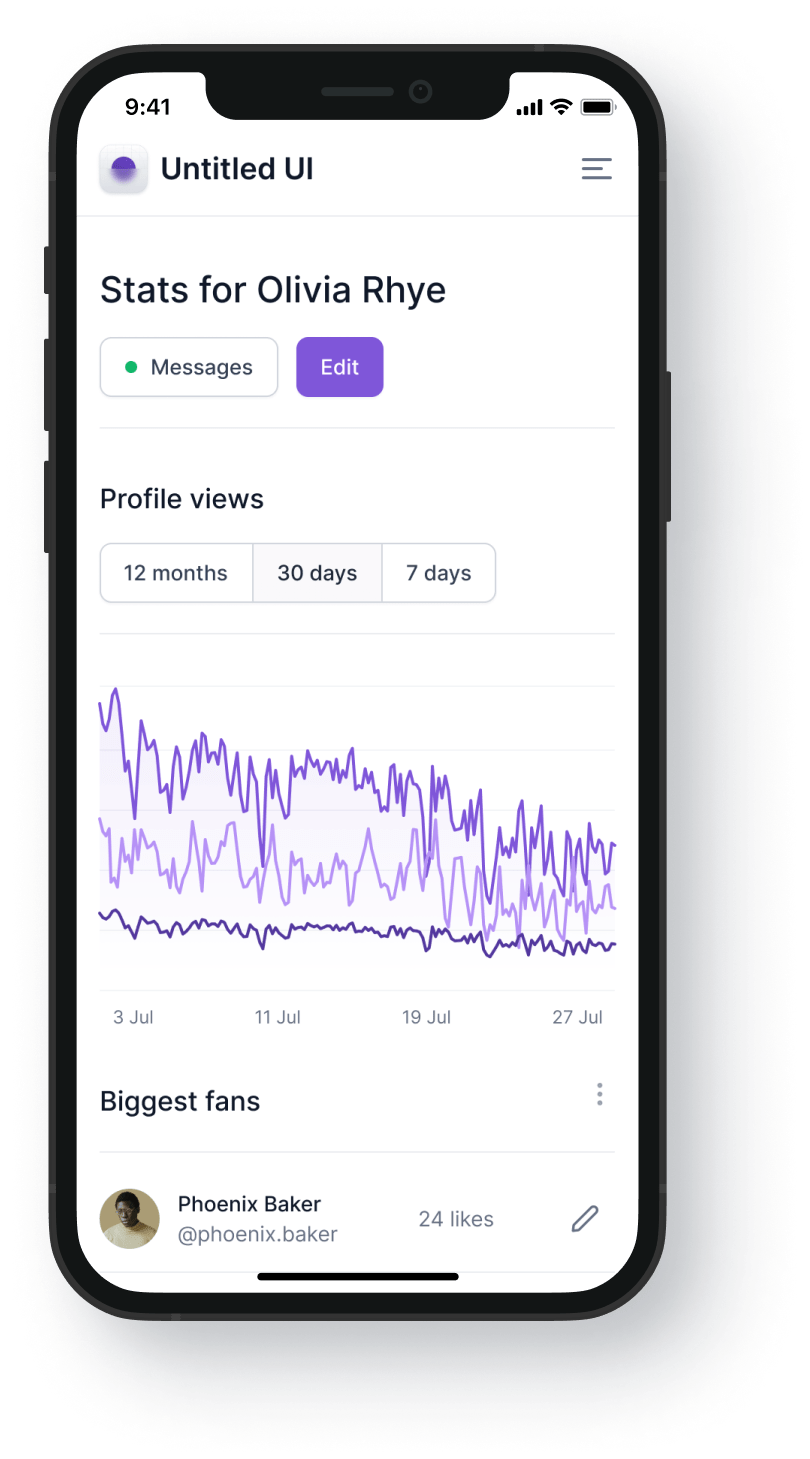 9:41
Untitled UI
Stats for Olivia Rhye
Messages Edit
Profile views
12 months 30 days 7 days
3 Jul 11 Jul 19 Jul 27 Jul
Biggest fans
Phoenix Baker
24 likes
@phoenix.baker